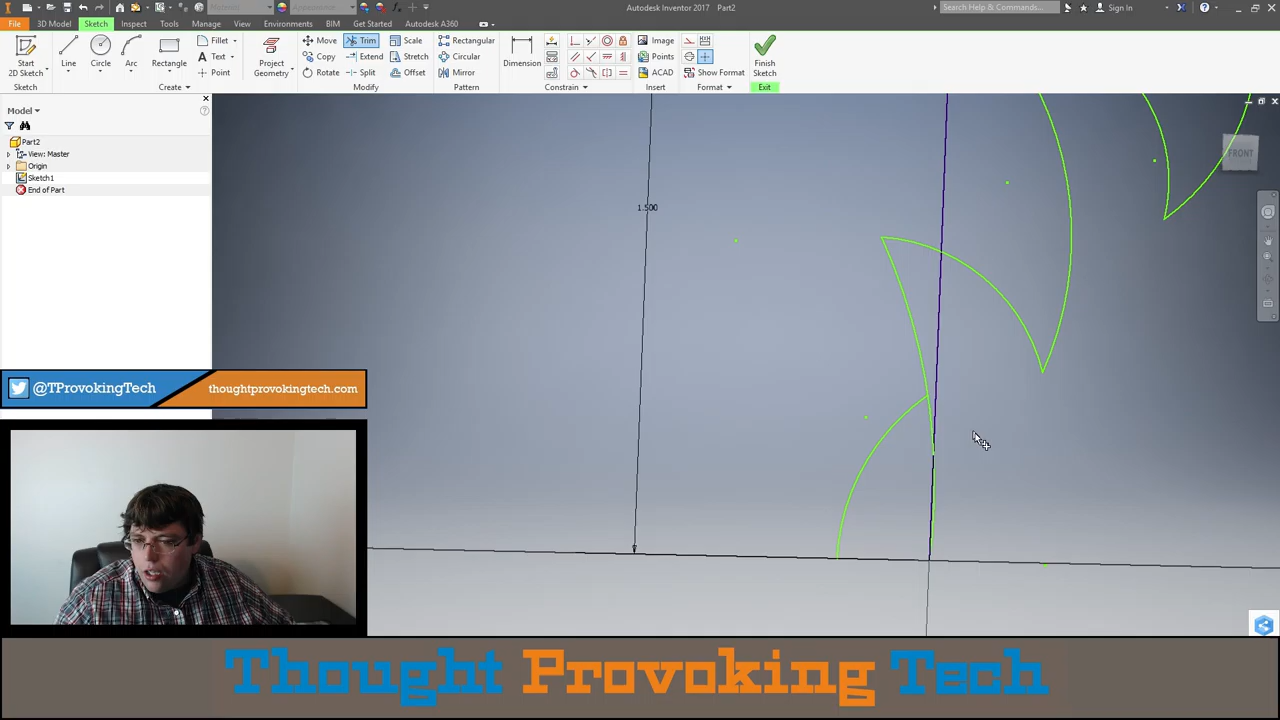 Autodesk Inventor 2017 Part2
Search Help & Commands...
Sign In
File 3D Model Sketch Inspect Tools Manage View Environments BIM Get Started Autodesk A360
Start
2D Sketch
Line
Circle
Arc
Rectangle
Fillet
Text
Point
Project
Geometry
Move
Copy
Rotate
Trim
Extend
Split
Scale
Stretch
Offset
Rectangular
Circular
Mirror
Dimension
Image
Points
ACAD
Show Format
Finish
Sketch
Sketch Create Modify Pattern Constrain Insert Format Exit
Model
Part2
View: Master
Origin
Sketch1
End of Part
1.500
FRONT
@TProvokingTech thoughtprovokingtech.com
Thought Provoking Tech